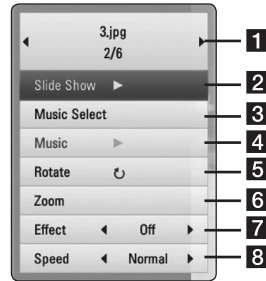 3.jpg
1
2/6
Slide Show 2
Music Select 3
Music 4
Rotate 5
Zoom 6
Effect Off 7
Speed Normal 8